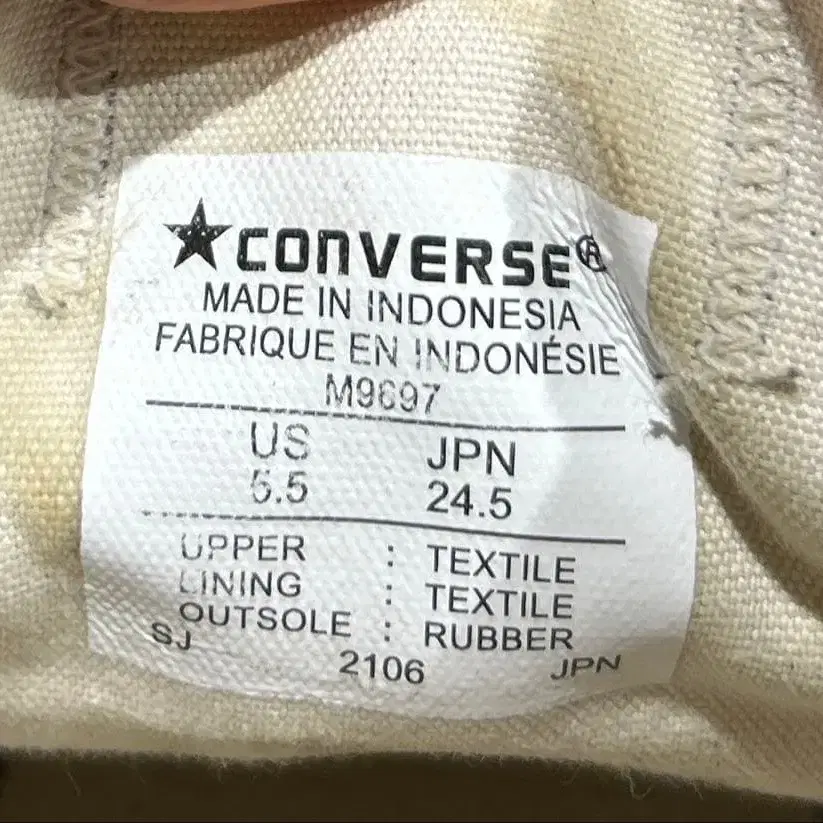 ★CONVERSE®
MADE IN INDONESIA
FABRIQUE EN INDONÉSIE
M9697
US JPN
5.5 24.5
UPPER : TEXTILE
LINING : TEXTILE
OUTSOLE : RUBBER
SJ 2106 JPN